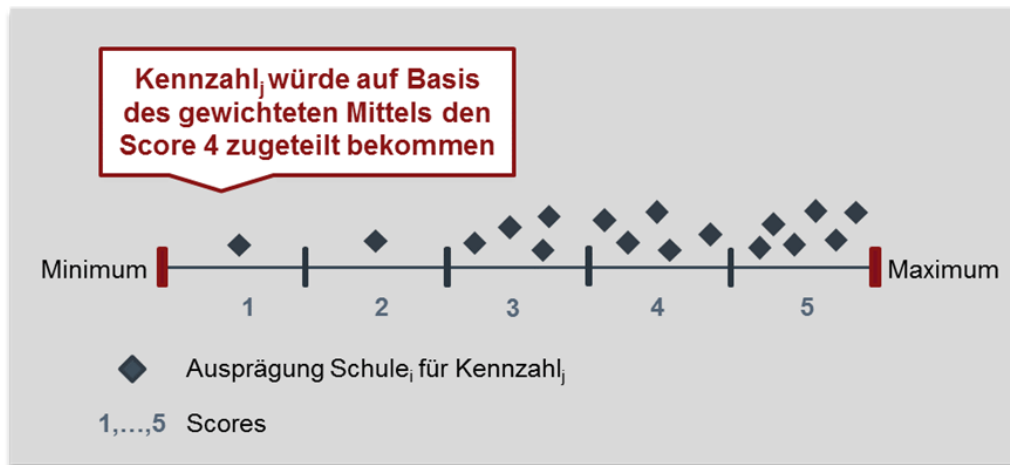 Kennzahlj würde auf Basis
des gewichteten Mittels den
Score 4 zugeteilt bekommen
Minimum
Maximum
1 2 3 4 5
Ausprägung Schulei für Kennzahlj
1,…,5 Scores